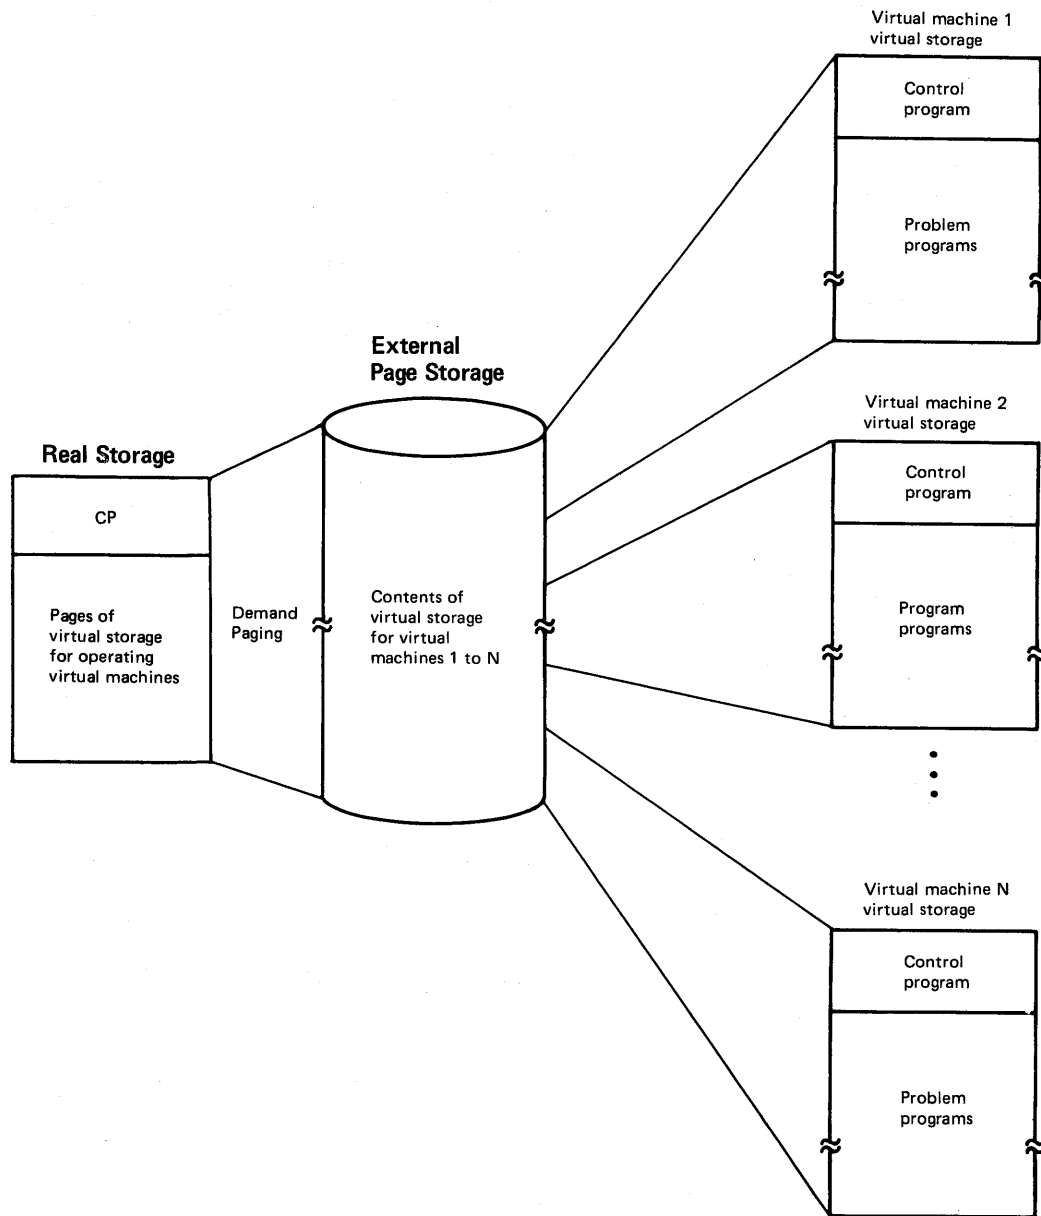 Virtual machine 1
virtual storage
Control
program
Problem
programs
External
Page Storage
Virtual machine 2
virtual storage
Real Storage
Control
program
CP
Pages of
virtual storage
for operating
virtual machines
Demand
Paging
Contents of
virtual storage
for virtual
machines 1 to N
Program
programs
Virtual machine N
virtual storage
Control
program
Problem
programs